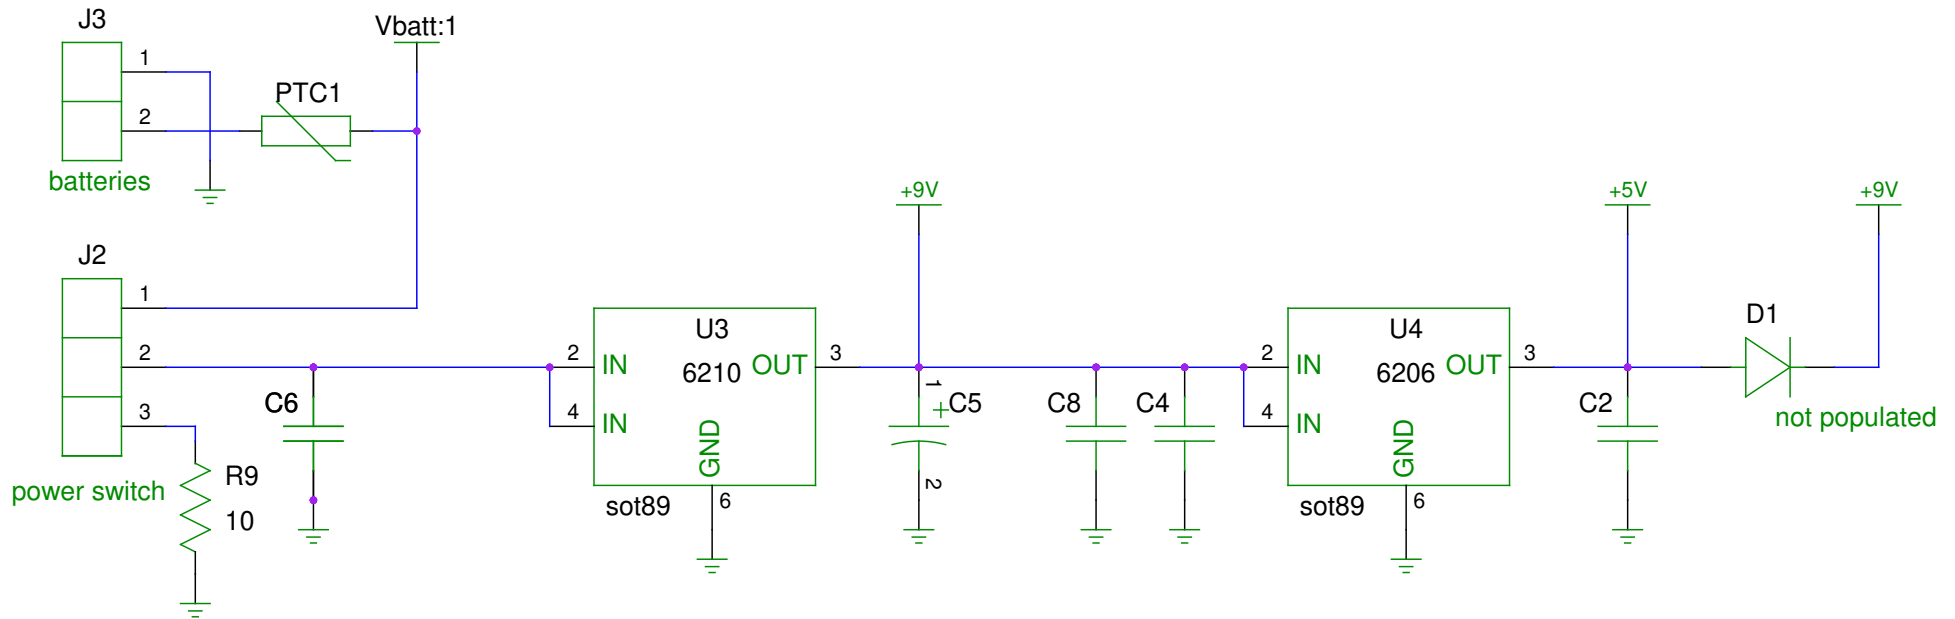 J3
1
2
batteries
PTC1
Vbatt:1
J2
1
2
3
power switch
R9
10
C6
2
4
IN
IN
U3
6210
OUT
GND
3
6
sot89
+9V
1
+
C5
2
C8
C4
2
4
IN
IN
U4
6206
OUT
GND
3
6
sot89
+5V
C2
D1
not populated
+9V